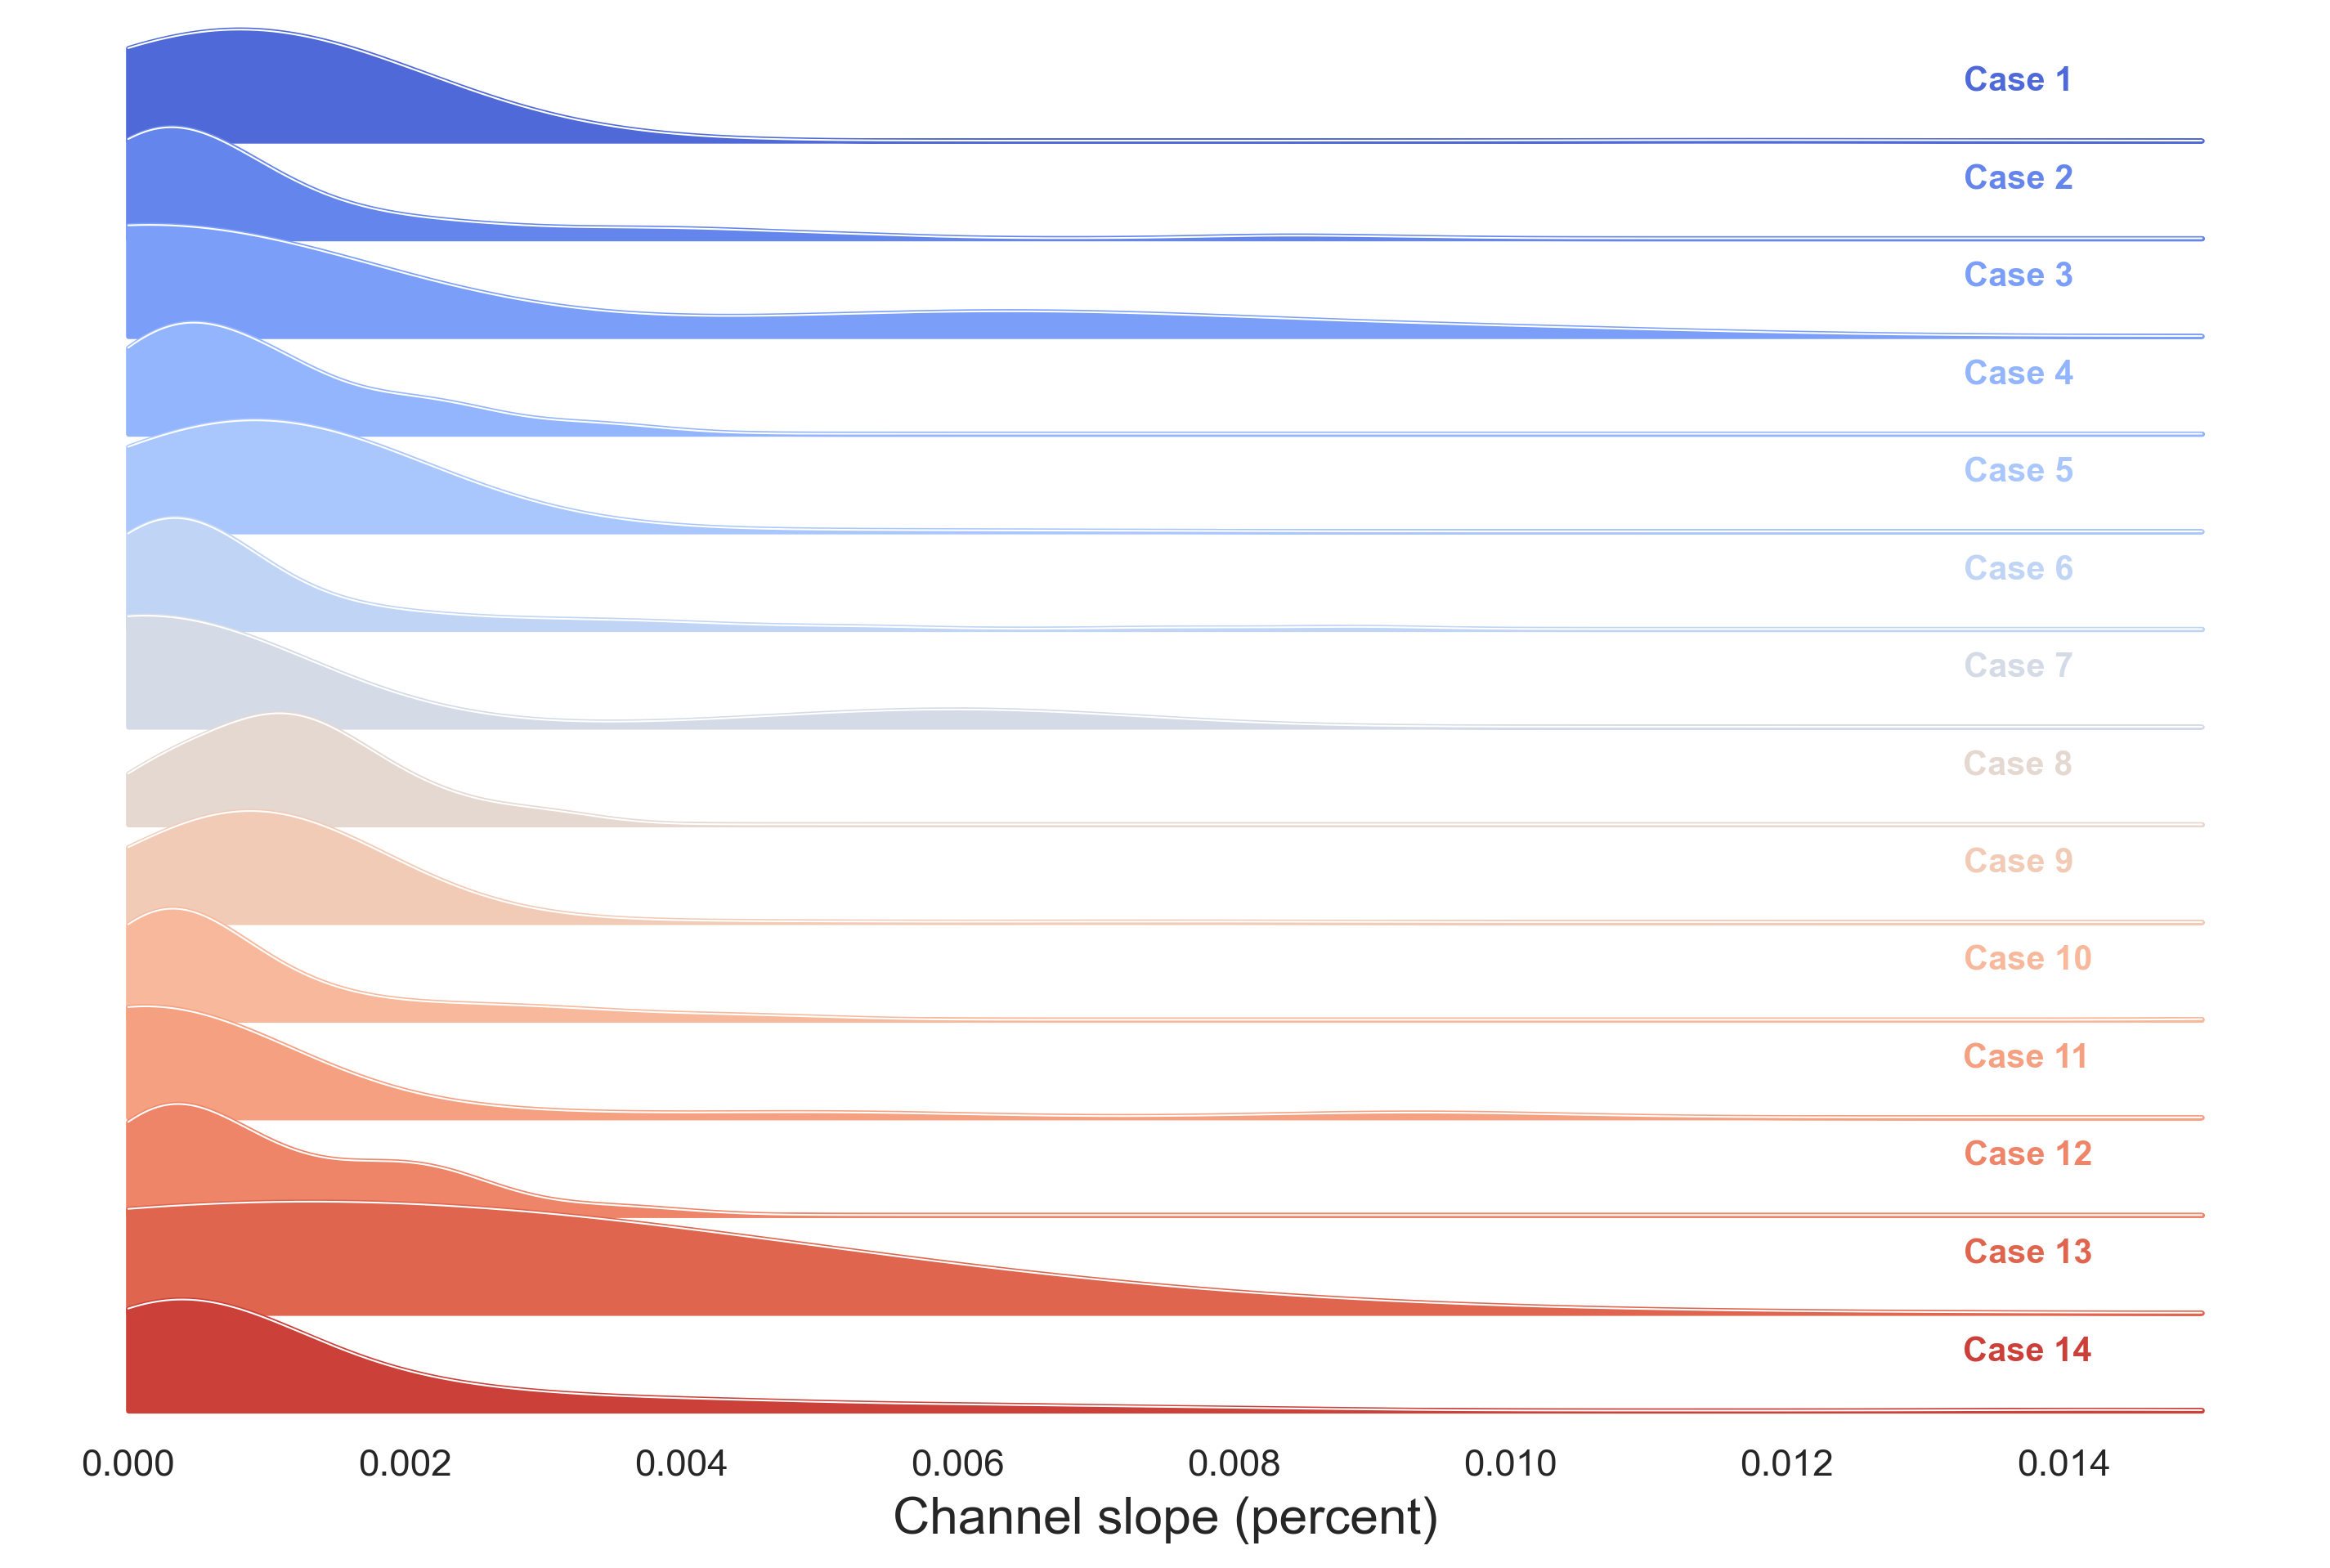 Case 1
Case 2
Case 3
Case 4
Case 5
Case 6
Case 7
Case 8
Case 9
Case 10
Case 11
Case 12
Case 13
Case 14
0.000 0.002 0.004 0.006 0.008 0.010 0.012 0.014
Channel slope (percent)